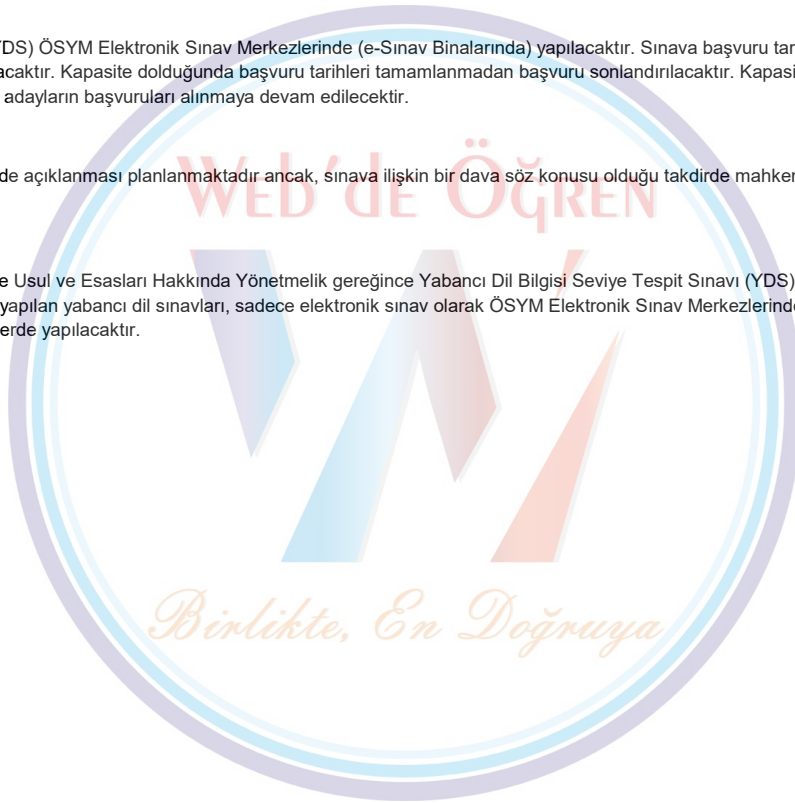 YDS) ÖSYM Elektronik Sınav Merkezlerinde (e-Sınav Binalarında) yapılacaktır. Sınava başvuru tar
acaktır. Kapasite dolduğunda başvuru tarihleri tamamlanmadan başvuru sonlandırılacaktır. Kapasi
adayların başvuruları alınmaya devam edilecektir.
de açıklanması planlanmaktadır ancak, sınava ilişkin bir dava söz konusu olduğu takdirde mahker
Web'de Öğren
e Usul ve Esasları Hakkında Yönetmelik gereğince Yabancı Dil Bilgisi Seviye Tespit Sınavı (YDS)
yapılan yabancı dil sınavları, sadece elektronik sınav olarak ÖSYM Elektronik Sınav Merkezlerind
erde yapılacaktır.
Birlikte, En Doğruya